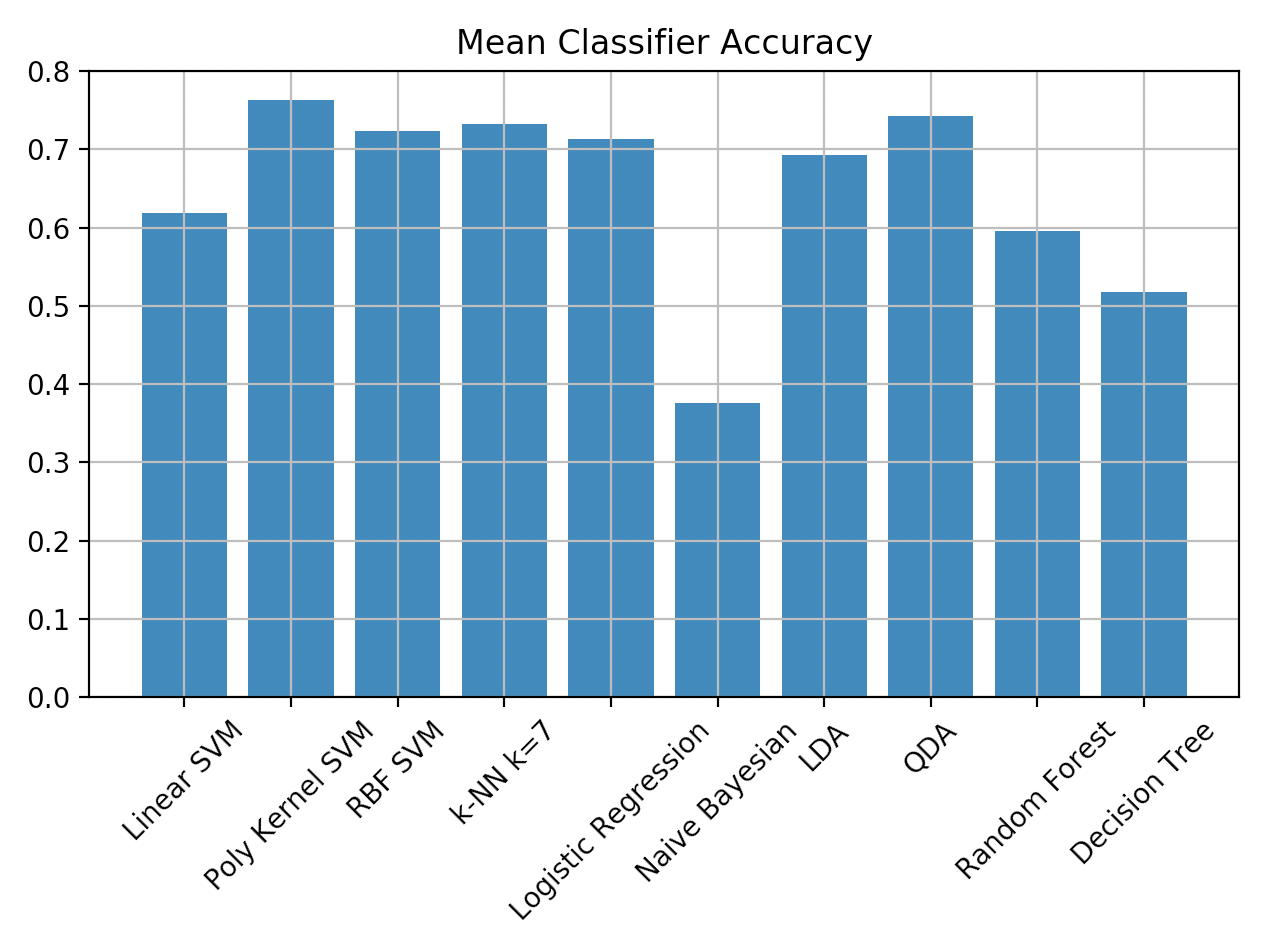 Mean Classifier Accuracy
0.8
0.7
0.6
0.5
0.4
0.3
0.2
0.1
0.0
Linear SVM
Poly Kernel SVM
RBF SVM
k-NN k=7
Logistic Regression
Naive Bayesian
LDA
QDA
Random Forest
Decision Tree